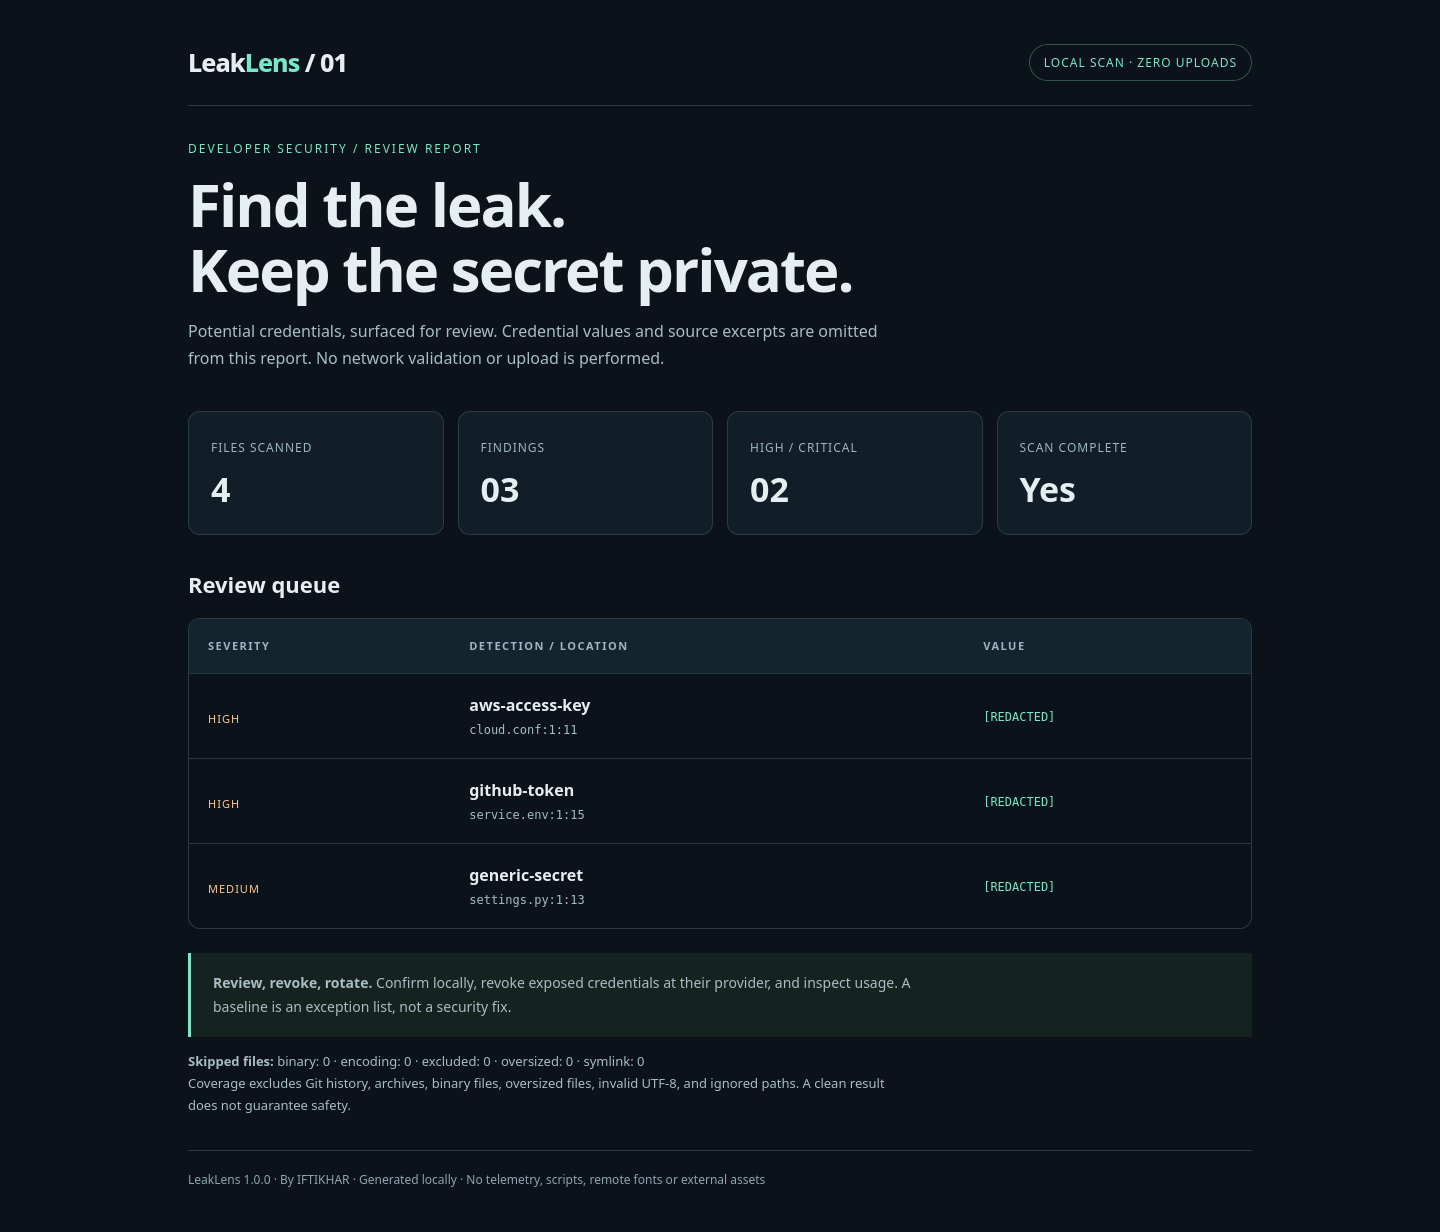 LeakLens / 01
LOCAL SCAN · ZERO UPLOADS
DEVELOPER SECURITY / REVIEW REPORT
Find the leak.
Keep the secret private.
Potential credentials, surfaced for review. Credential values and source excerpts are omitted
from this report. No network validation or upload is performed.
FILES SCANNED
4
FINDINGS
03
HIGH / CRITICAL
02
SCAN COMPLETE
Yes
Review queue
SEVERITY DETECTION / LOCATION VALUE
HIGH
aws-access-key
cloud.conf:1:11
[REDACTED]
HIGH
github-token
service.env:1:15
[REDACTED]
MEDIUM
generic-secret
settings.py:1:13
[REDACTED]
Review, revoke, rotate. Confirm locally, revoke exposed credentials at their provider, and inspect usage. A
baseline is an exception list, not a security fix.
Skipped files: binary: 0 · encoding: 0 · excluded: 0 · oversized: 0 · symlink: 0
Coverage excludes Git history, archives, binary files, oversized files, invalid UTF-8, and ignored paths. A clean result
does not guarantee safety.
LeakLens 1.0.0 · By IFTIKHAR · Generated locally · No telemetry, scripts, remote fonts or external assets